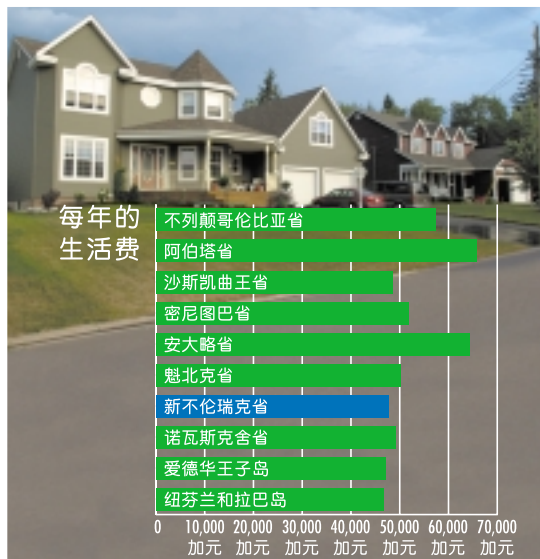 每年的
生活费
不列颠哥伦比亚省
阿伯塔省
沙斯凯曲王省
密尼图巴省
安大略省
魁北克省
新不伦瑞克省
诺瓦斯克舍省
爱德华王子岛
纽芬兰和拉巴岛
0 10,000 20,000 30,000 40,000 50,000 60,000 70,000
加元 加元 加元 加元 加元 加元 加元